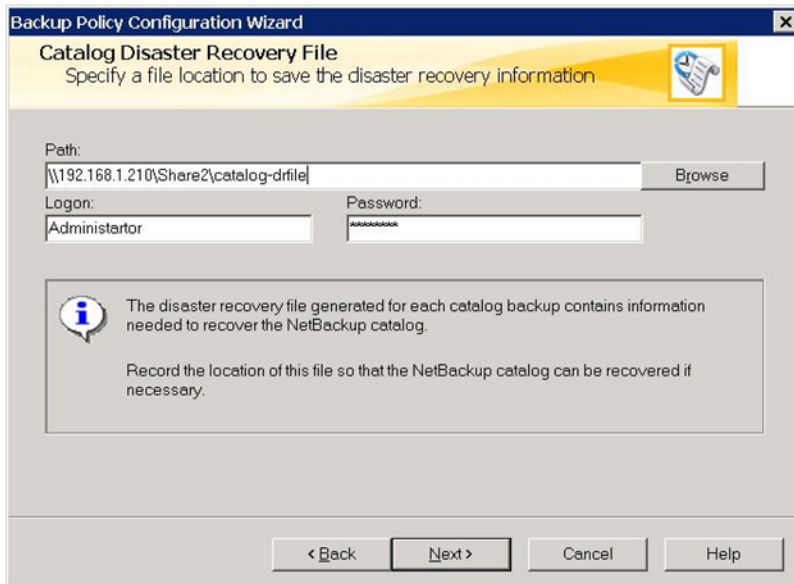 Backup Policy Configuration Wizard
Catalog Disaster Recovery File
Specify a file location to save the disaster recovery information
Path:
\\192.168.1.210\Share2\catalog-drfile
Browse
Logon:
Password:
Administartor
********
The disaster recovery file generated for each catalog backup contains information
needed to recover the NetBackup catalog.
Record the location of this file so that the NetBackup catalog can be recovered if
necessary.
< Back
Next >
Cancel
Help